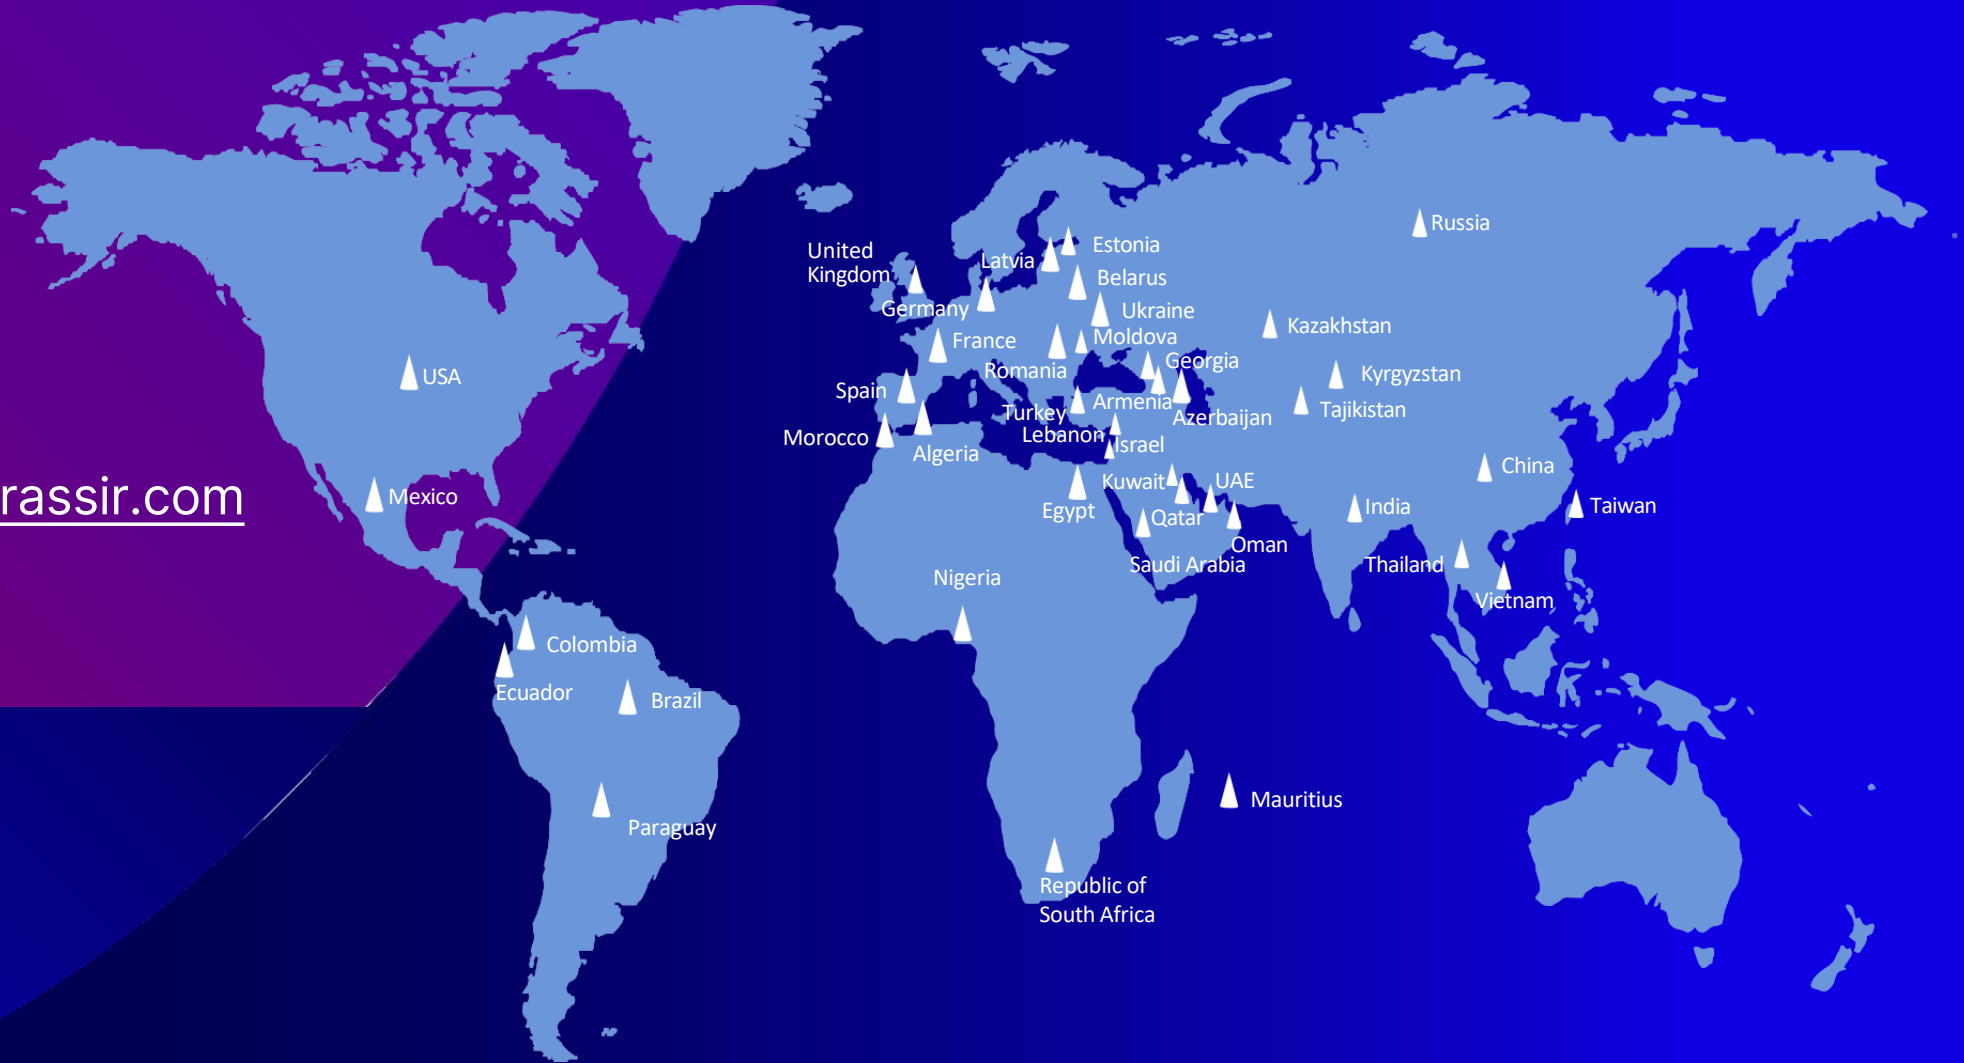 Russia
United
Kingdom
Estonia
Latvia
Belarus
Germany
Ukraine
Kazakhstan
France
Moldova
Romania
Georgia
USA
Kyrgyzstan
Spain
Armenia
Tajikistan
Turkey
Azerbaijan
Morocco
Lebanon
Israel
Algeria
China
rassir.com
Mexico
Kuwait
UAE
Egypt
Qatar
India
Taiwan
Oman
Saudi Arabia
Thailand
Nigeria
Vietnam
Colombia
Ecuador
Brazil
Mauritius
Paraguay
Republic of
South Africa